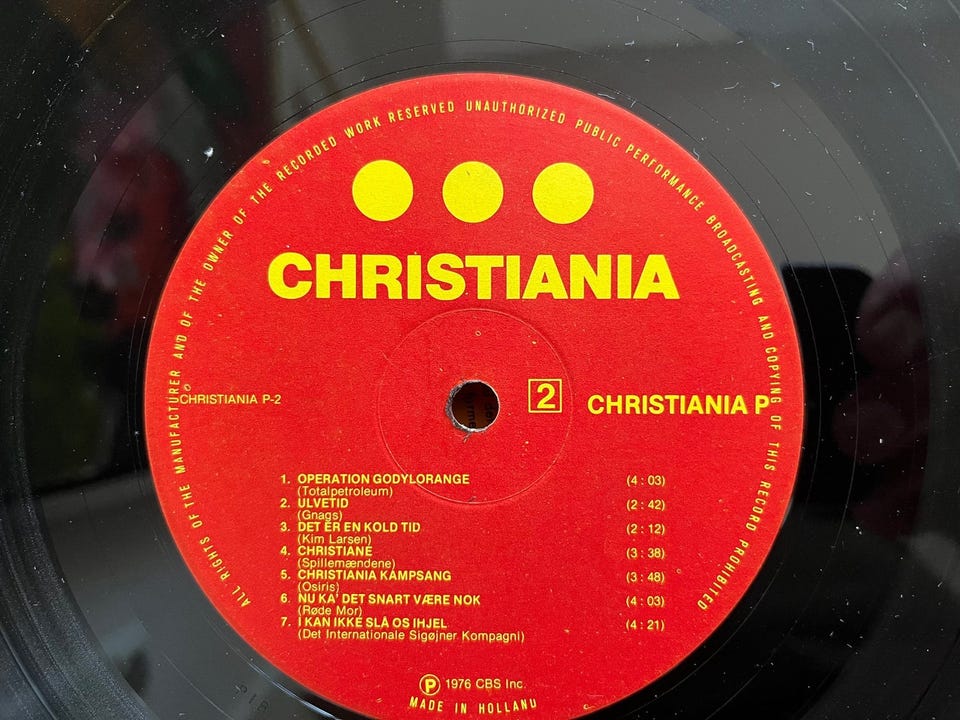 ALL RIGHTS OF THE MANUFACTURER AND OF THE OWNER OF THE RECORDED WORK RESERVED UNAUTHORIZED PUBLIC PERFORMANCE BROADCASTING AND COPYING OF THIS RECORD PROHIBITED
CHRISTIANIA
CHRISTIANIA P-2
2 CHRISTIANIA P
1. OPERATION GODYLORANGE (4 : 03)
(Totalpetroleum)
2. ULVETID (2 : 42)
(Gnags)
3. DET ER EN KOLD TID (2 : 12)
(Kim Larsen)
4. CHRISTIANE (3 : 38)
(Spillemændene)
5. CHRISTIANIA KAMPSANG (3 : 48)
(Osiris)
6. NU KA' DET SNART VÆRE NOK (4 : 03)
(Røde Mor)
7. I KAN IKKE SLÅ OS IHJEL (4 : 21)
(Det Internationale Sigøjner Kompagni)
Ⓟ 1976 CBS Inc.
MADE IN HOLLAND